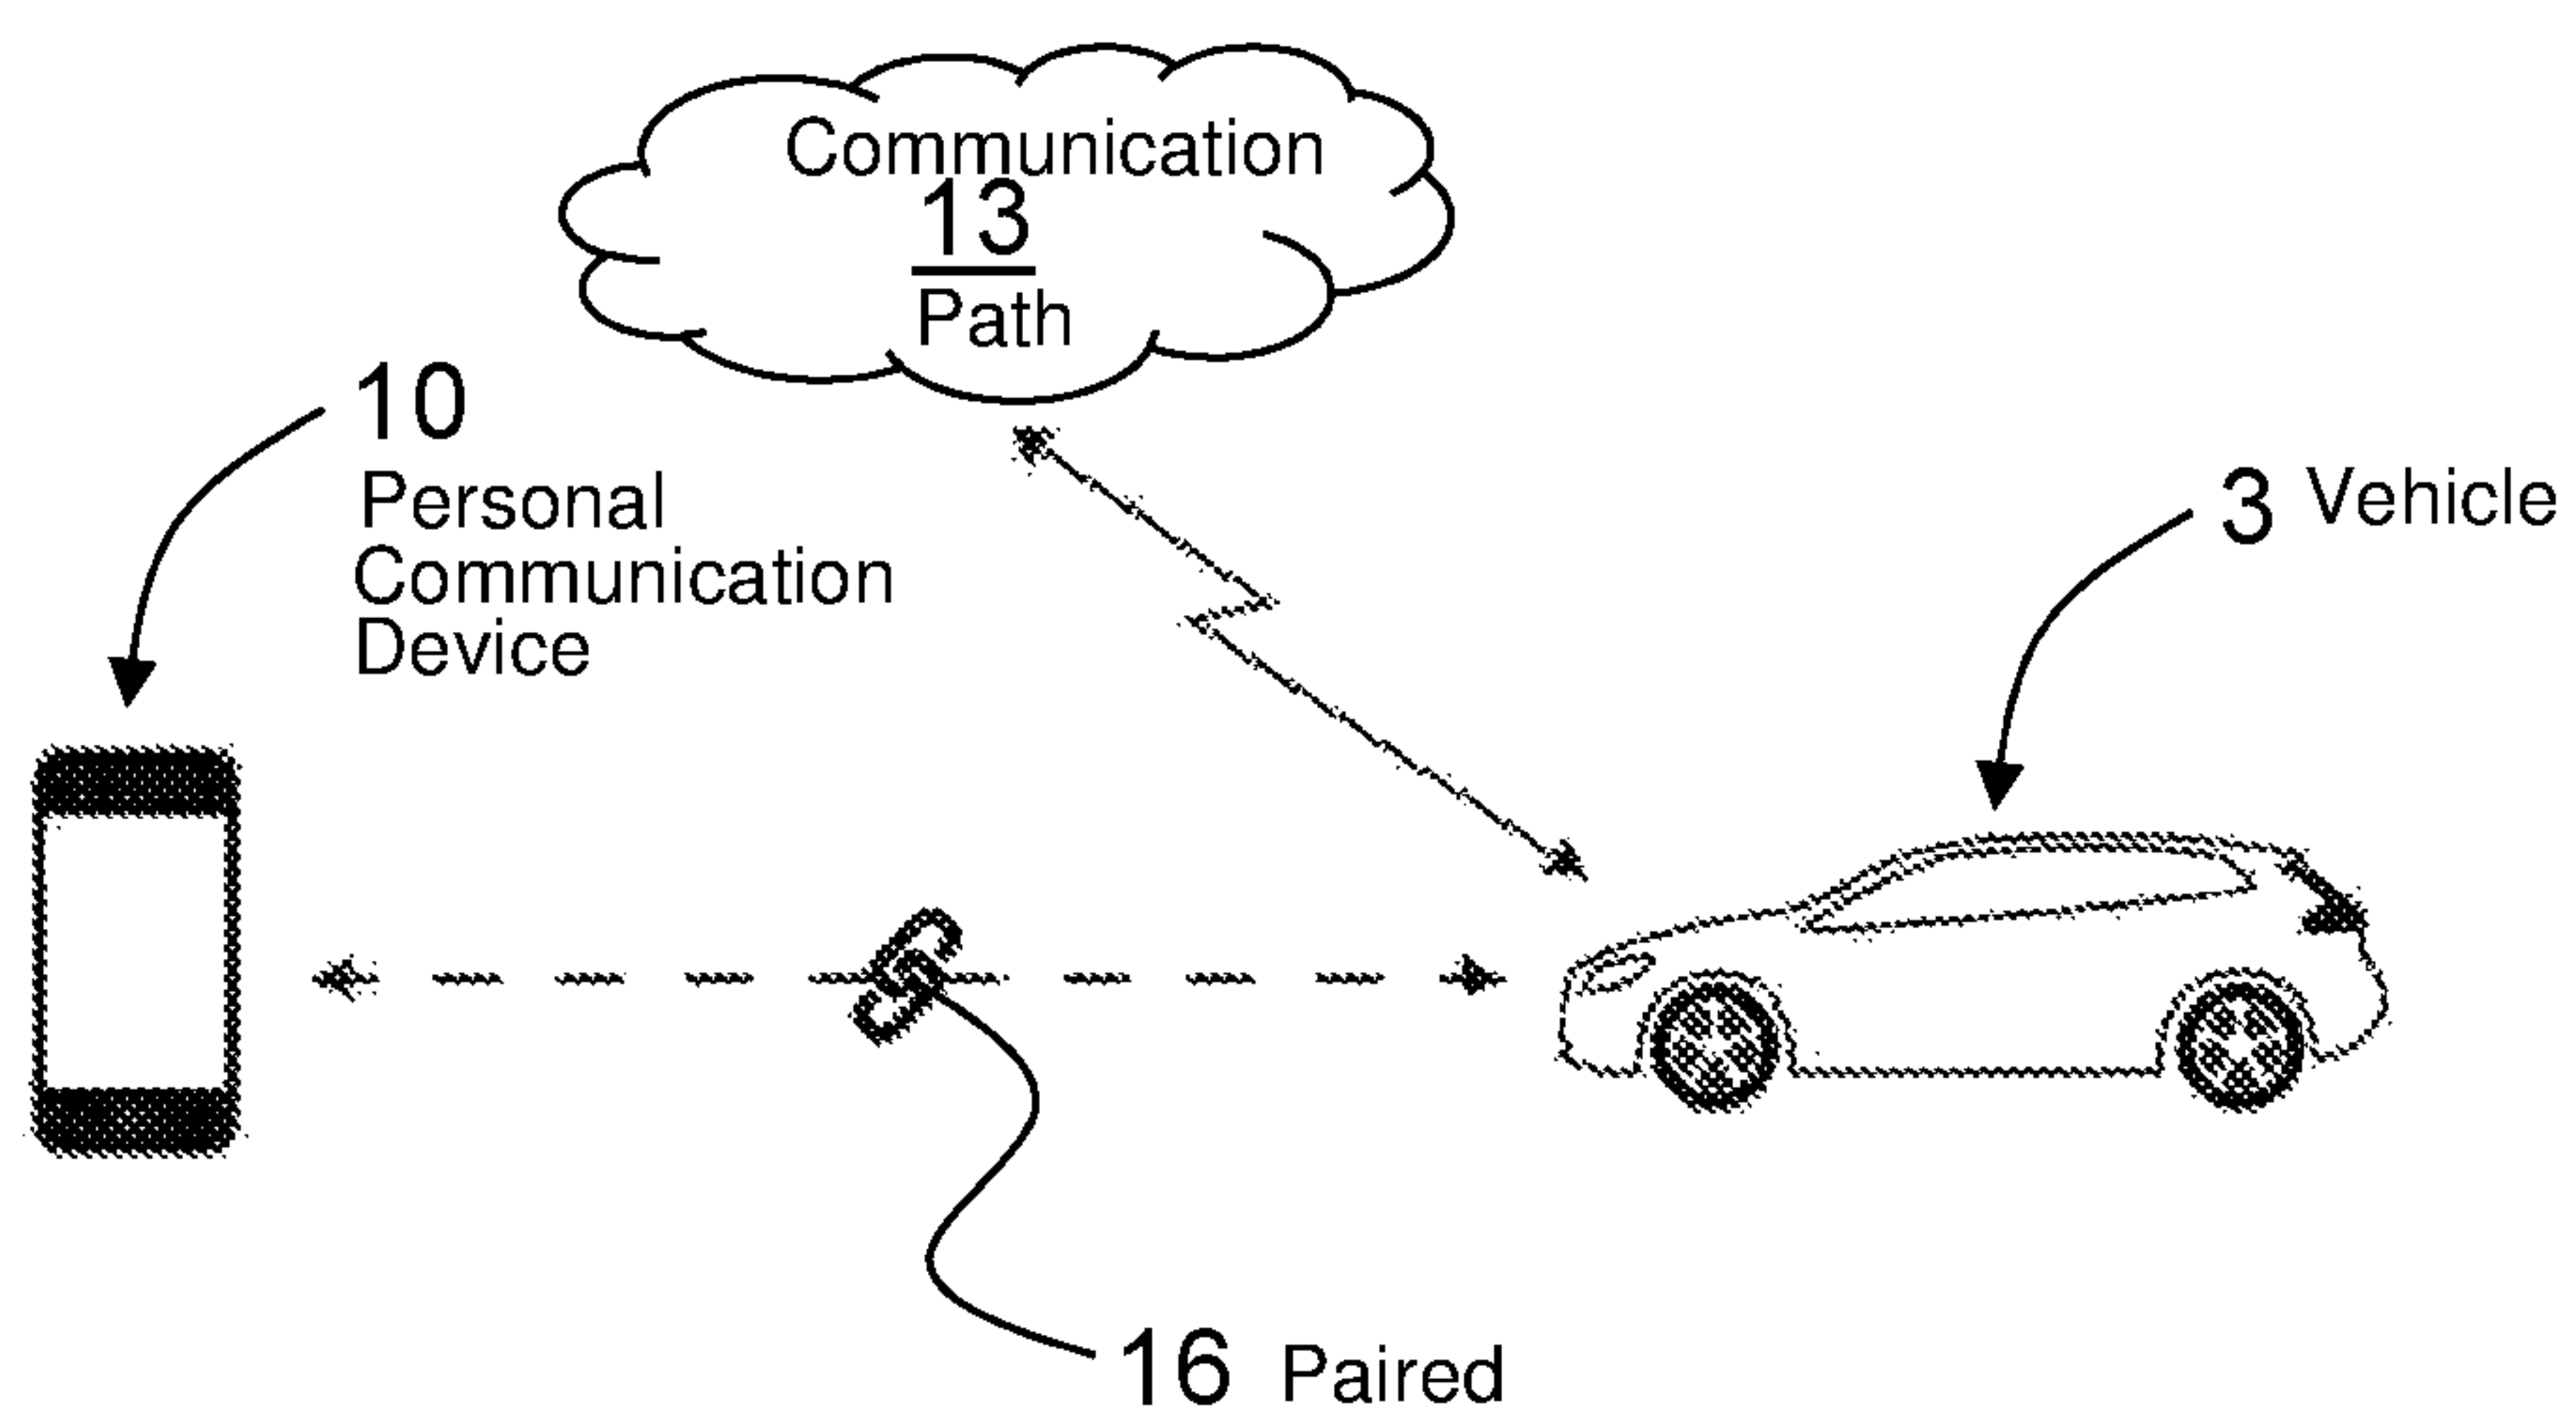 Communication
13
Path
10
Personal
Communication
Device
3 Vehicle
16 Paired